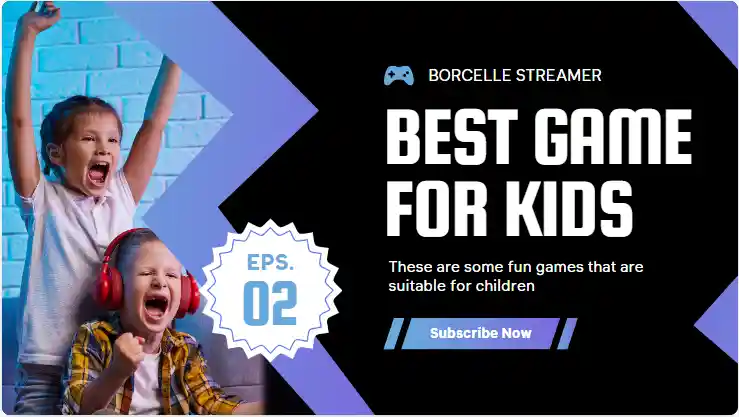 BORCELLE STREAMER
BEST GAME
FOR KIDS
These are some fun games that are
suitable for children
Subscribe Now
EPS.
02